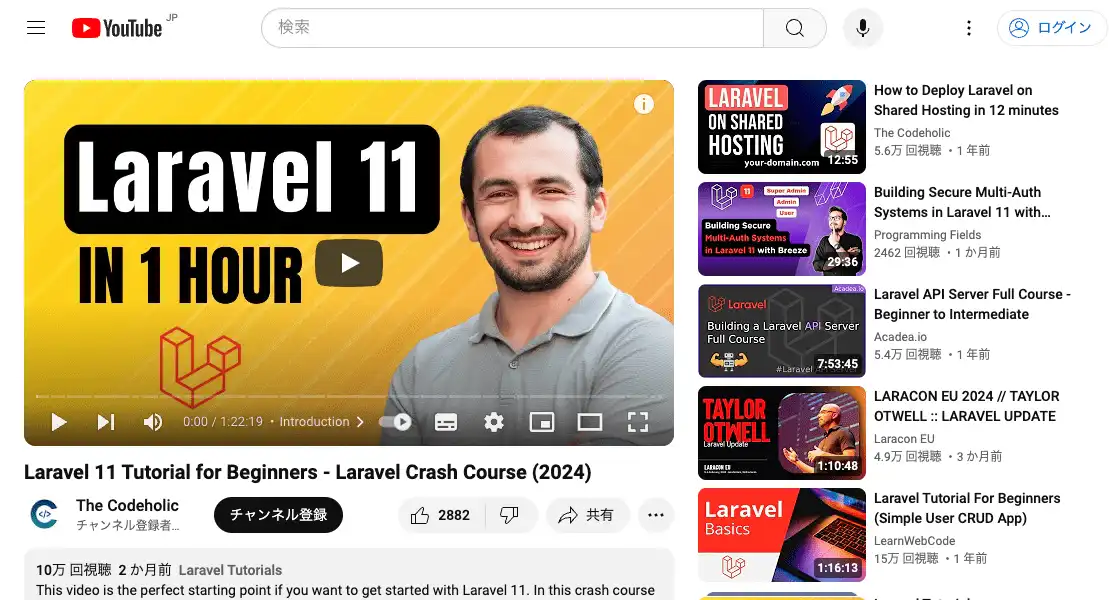 YouTube JP
検索
ログイン
Laravel 11
IN 1 HOUR
0:00 / 1:22:19 • Introduction
Laravel 11 Tutorial for Beginners - Laravel Crash Course (2024)
The Codeholic
チャンネル登録者...
チャンネル登録
2882
共有
10万 回視聴 2 か月前 Laravel Tutorials
This video is the perfect starting point if you want to get started with Laravel 11. In this crash course
LARAVEL
ON SHARED
HOSTING
your-domain.com
12:55
How to Deploy Laravel on
Shared Hosting in 12 minutes
The Codeholic
5.6万 回視聴・1 年前
11
Super Admin
Admin
User
Building Secure
Multi-Auth Systems
in Laravel 11 with Breeze
29:36
Building Secure Multi-Auth
Systems in Laravel 11 with...
Programming Fields
2462 回視聴・1 か月前
Acadea.io
Laravel
Building a Laravel API Server
Full Course
7:53:45
Laravel API Server Full Course -
Beginner to Intermediate
Acadea.io
5.4万 回視聴・1 年前
TAYLOR
OTWELL
Laravel Update
LARACON EU
1:10:48
LARACON EU 2024 // TAYLOR
OTWELL :: LARAVEL UPDATE
Laracon EU
4.9万 回視聴・3 か月前
Laravel
Basics
1:16:13
Laravel Tutorial For Beginners
(Simple User CRUD App)
LearnWebCode
15万 回視聴・1 年前